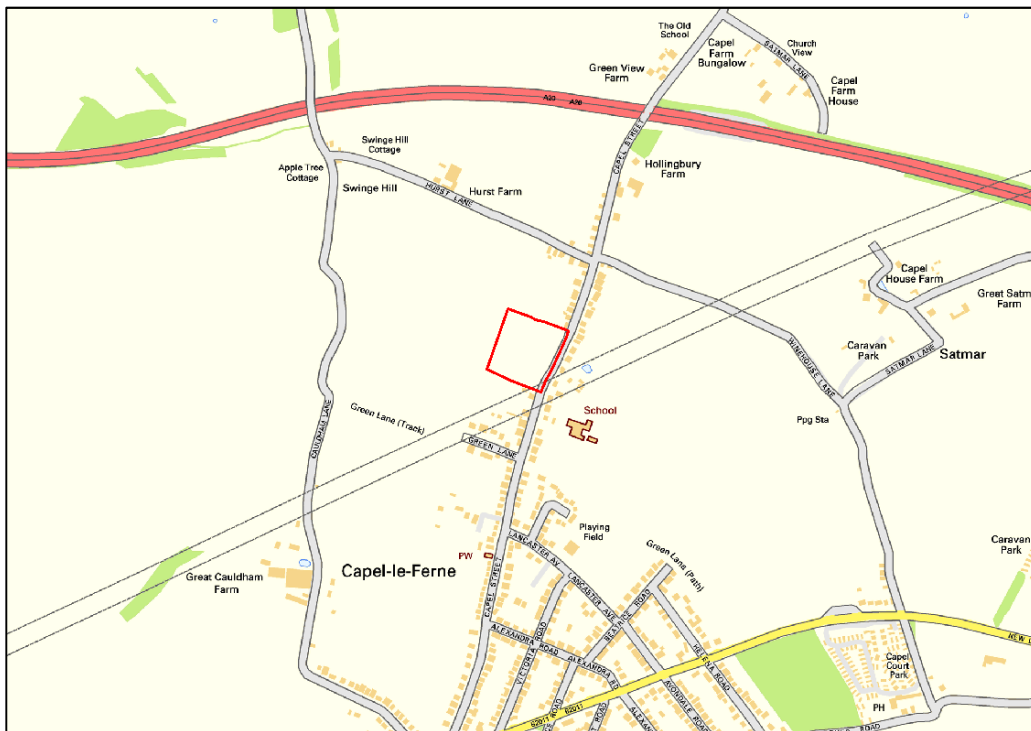 The Old
School
Capel
Farm
Bungalow
Church
View
SATMAR LANE
Green View
Farm
Capel
Farm
House
A20
A20
CAPEL STREET
Swinge Hill
Cottage
Apple Tree
Cottage
Swinge Hill
HURST LANE
Hurst Farm
Hollingbury
Farm
Capel
House Farm
Great Satm
Farm
Caravan
Park
Satmar
SATMAR LANE
WINEHOUSE LANE
Ppg Sta
CAULDHAM LANE
Green Lane (Track)
GREEN LANE
School
Playing
Field
LANCASTER AV
LANCASTER AVE
Green Lane (Path)
PW
Capel-le-Ferne
CAPEL STREET
Great Cauldham
Farm
BEATRICE ROAD
VICTORIA ROAD
ALEXANDRA ROAD
ALEXANDRA RD
HELENA ROAD
AVONDALE ROAD
Caravan
Park
NEW
Capel
Court
Park
PH
B2011
B2011
ROAD
ROAD
ALEXAN